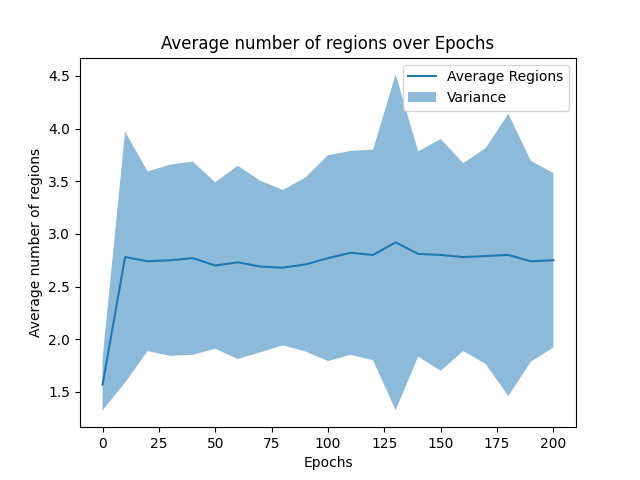 Average number of regions over Epochs
Average number of regions
4.5
4.0
3.5
3.0
2.5
2.0
1.5
Average Regions
Variance
0 25 50 75 100 125 150 175 200
Epochs